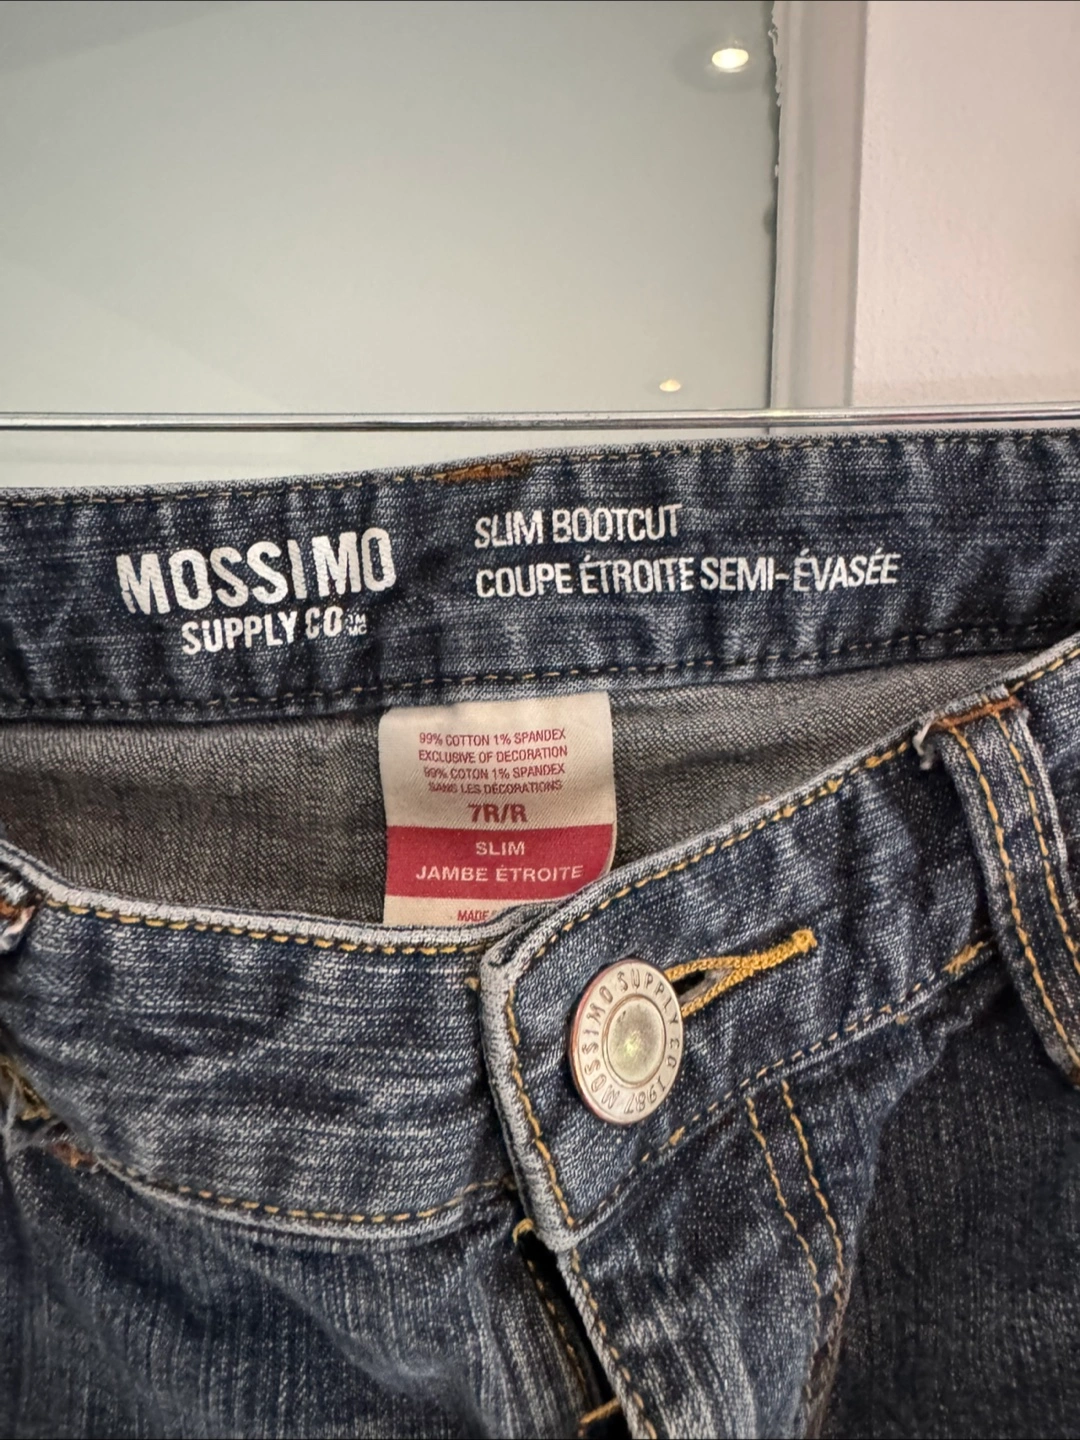 MOSSIMO
SUPPLY CO
SLIM BOOTCUT
COUPE ÉTROITE SEMI-ÉVASÉE
99% COTTON 1% SPANDEX
EXCLUSIVE OF DECORATION
99% COTON 1% SPANDEX
SANS LES DÉCORATIONS
7R/R
SLIM
JAMBE ÉTROITE
MADE
MOSSIMO SUPPLY CO 1987